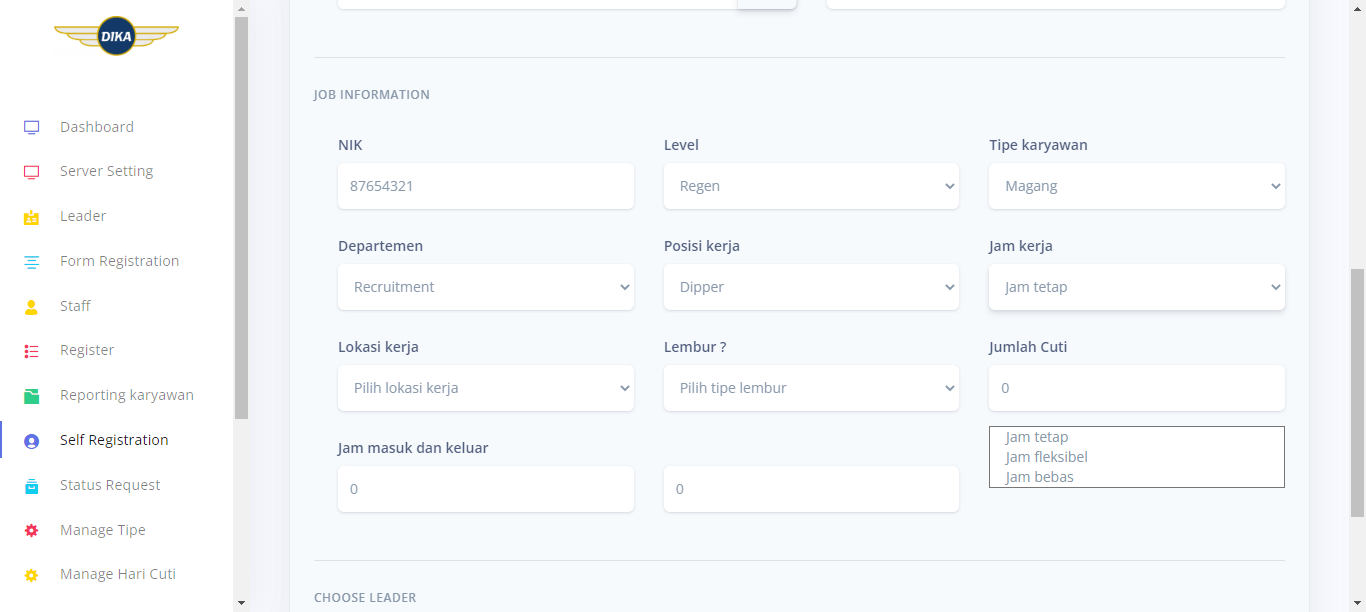 DIKA
Dashboard
Server Setting
Leader
Form Registration
Staff
Register
Reporting karyawan
Self Registration
Status Request
Manage Tipe
Manage Hari Cuti
JOB INFORMATION
NIK
Level
Tipe karyawan
87654321
Regen
Magang
Departemen
Posisi kerja
Jam kerja
Recruitment
Dipper
Jam tetap
Lokasi kerja
Lembur ?
Jumlah Cuti
Pilih lokasi kerja
Pilih tipe lembur
0
Jam masuk dan keluar
0
0
Jam tetap
Jam fleksibel
Jam bebas
CHOOSE LEADER